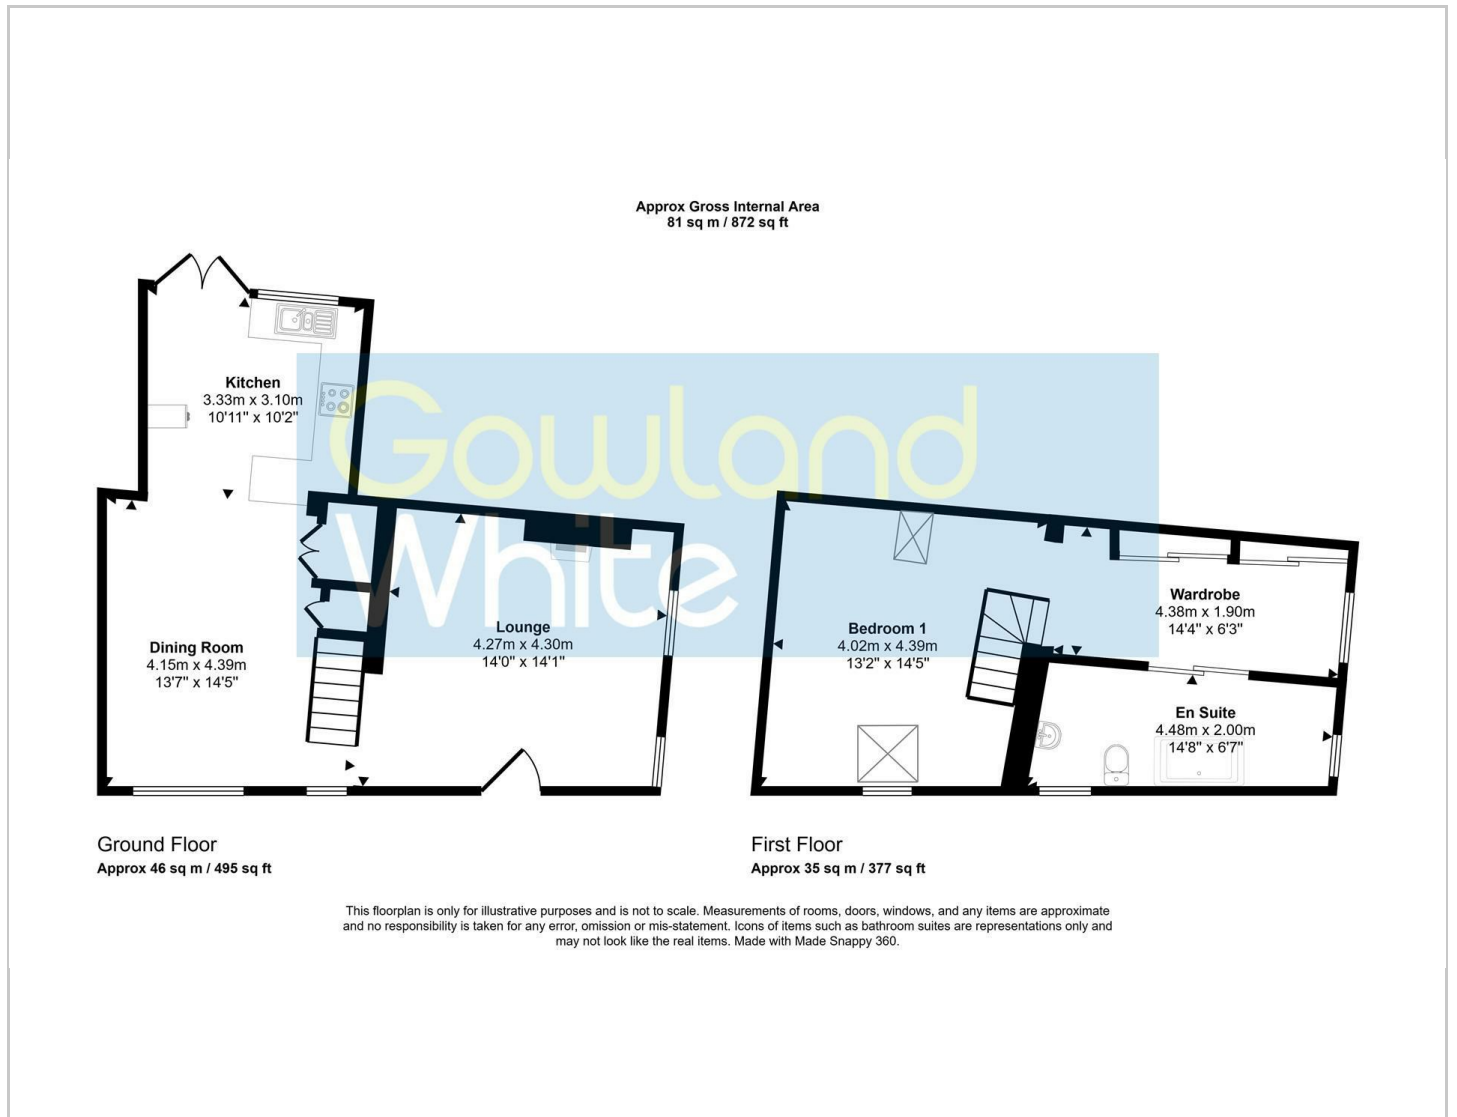 Approx Gross Internal Area
81 sq m / 872 sq ft
Kitchen
3.33m x 3.10m
10'11" x 10'2"
Gowland
White
Lounge
4.27m x 4.30m
14'0" x 14'1"
Dining Room
4.15m x 4.39m
13'7" x 14'5"
Bedroom 1
4.02m x 4.39m
13'2" x 14'5"
Wardrobe
4.38m x 1.90m
14'4" x 6'3"
En Suite
4.48m x 2.00m
14'8" x 6'7"
Ground Floor
Approx 46 sq m / 495 sq ft
First Floor
Approx 35 sq m / 377 sq ft
This floorplan is only for illustrative purposes and is not to scale. Measurements of rooms, doors, windows, and any items are approximate
and no responsibility is taken for any error, omission or mis-statement. Icons of items such as bathroom suites are representations only and
may not look like the real items. Made with Made Snappy 360.